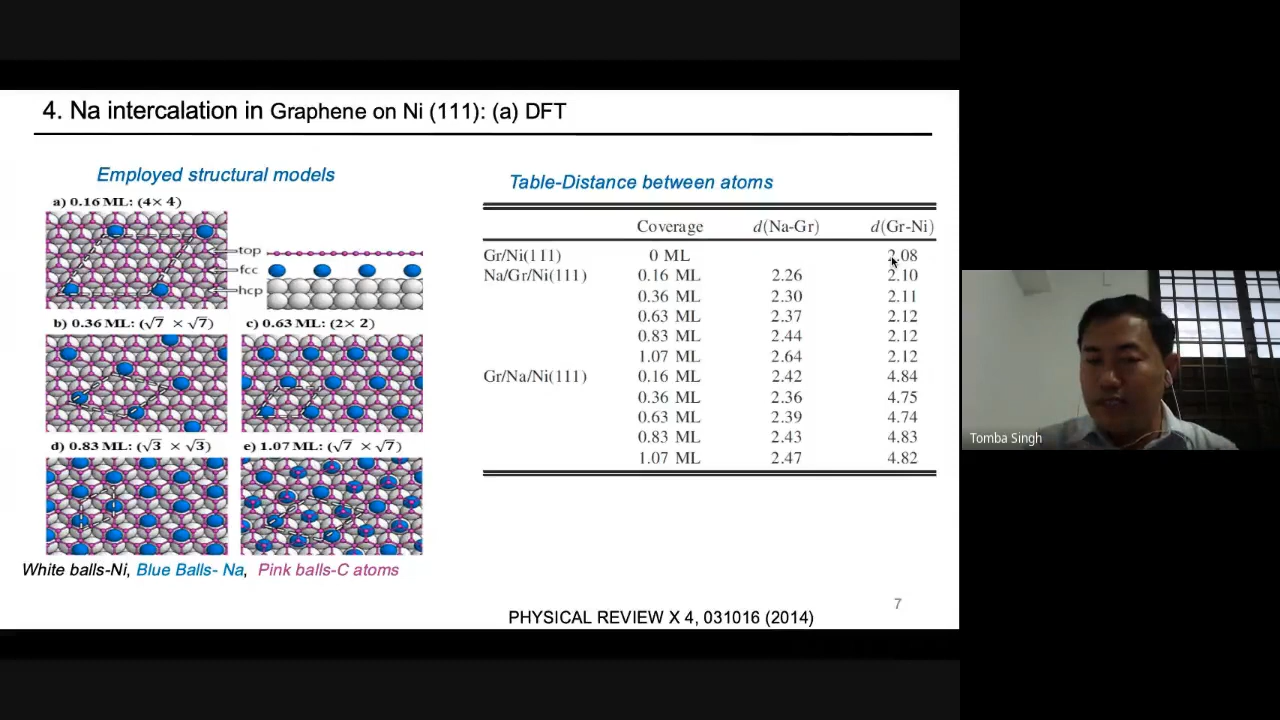 4. Na intercalation in Graphene on Ni (111): (a) DFT
Employed structural models
a) 0.16 ML: (4× 4)
top
fcc
hcp
b) 0.36 ML: (√7 × √7)
c) 0.63 ML: (2× 2)
d) 0.83 ML: (√3 × √3)
e) 1.07 ML: (√7 × √7)
White balls-Ni, Blue Balls- Na, Pink balls-C atoms
Table-Distance between atoms
Coverage d(Na-Gr) d(Gr-Ni)
Gr/Ni(111) 0 ML 2.08
Na/Gr/Ni(111) 0.16 ML 2.26 2.10
0.36 ML 2.30 2.11
0.63 ML 2.37 2.12
0.83 ML 2.44 2.12
1.07 ML 2.64 2.12
Gr/Na/Ni(111) 0.16 ML 2.42 4.84
0.36 ML 2.36 4.75
0.63 ML 2.39 4.74
0.83 ML 2.43 4.83
1.07 ML 2.47 4.82
7
PHYSICAL REVIEW X 4, 031016 (2014)
Tomba Singh